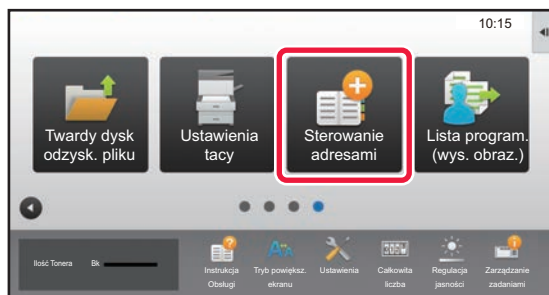 10:15
Twardy dysk
odzysk. pliku
Ustawienia
tacy
Sterowanie
adresami
Lista program.
(wys. obraz.)
Ilość Tonera Bk
Instrukcja
Obsługi
Tryb powiększ.
ekranu
Ustawienia
Całkowita
liczba
Regulacja
jasności
Zarządzanie
zadaniami